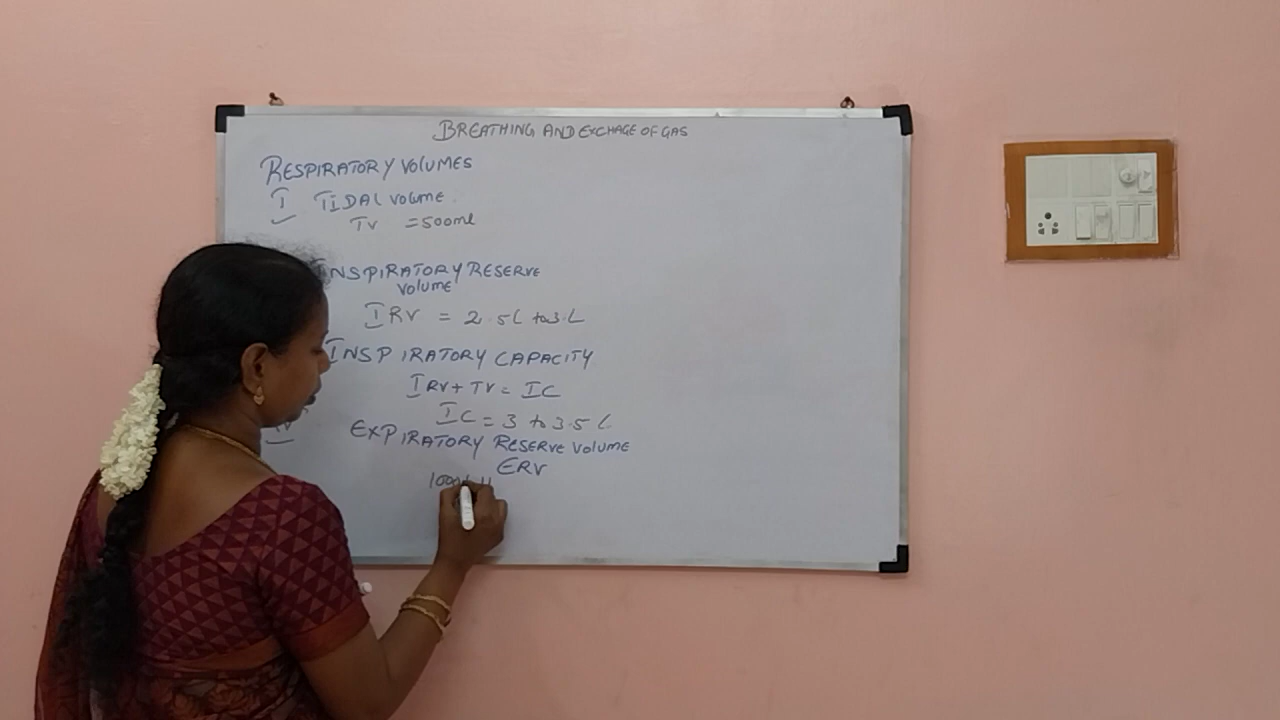 BREATHING AND EXCHAGE OF GAS
RESPIRATORY VOLUMES
I TIDAL VOLUME
TV = 500ml
INSPIRATORY RESERVE
VOLUME
IRV = 2.5L to 3L
INSPIRATORY CAPACITY
IRV + TV = IC
IC = 3 to 3.5 L
EXPIRATORY RESERVE VOLUME
ERV